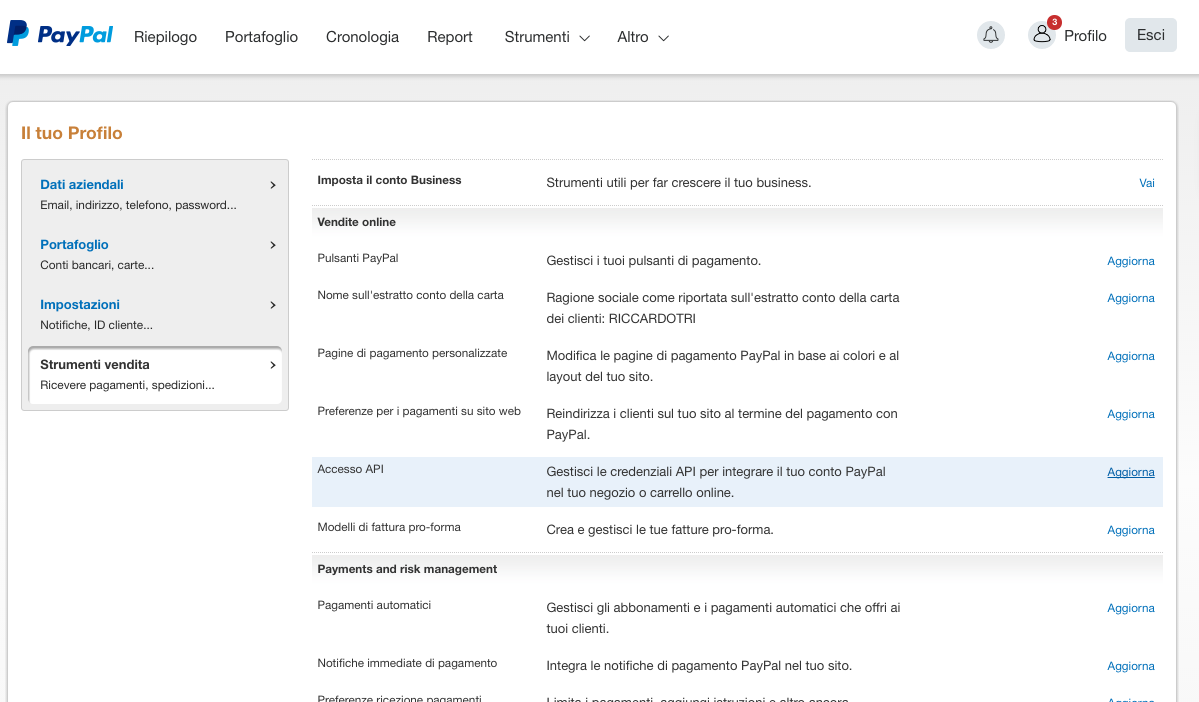 PayPal
Riepilogo
Portafoglio
Cronologia
Report
Strumenti
Altro
3
Profilo
Esci
Il tuo Profilo
Dati aziendali
Email, indirizzo, telefono, password...
Portafoglio
Conti bancari, carte...
Impostazioni
Notifiche, ID cliente...
Strumenti vendita
Ricevere pagamenti, spedizioni...
Imposta il conto Business
Strumenti utili per far crescere il tuo business.
Vai
Vendite online
Pulsanti PayPal
Gestisci i tuoi pulsanti di pagamento.
Aggiorna
Nome sull'estratto conto della carta
Ragione sociale come riportata sull'estratto conto della carta
dei clienti: RICCARDOTRI
Aggiorna
Pagine di pagamento personalizzate
Modifica le pagine di pagamento PayPal in base ai colori e al
layout del tuo sito.
Aggiorna
Preferenze per i pagamenti su sito web
Reindirizza i clienti sul tuo sito al termine del pagamento con
PayPal.
Aggiorna
Accesso API
Gestisci le credenziali API per integrare il tuo conto PayPal
nel tuo negozio o carrello online.
Aggiorna
Modelli di fattura pro-forma
Crea e gestisci le tue fatture pro-forma.
Aggiorna
Payments and risk management
Pagamenti automatici
Gestisci gli abbonamenti e i pagamenti automatici che offri ai
tuoi clienti.
Aggiorna
Notifiche immediate di pagamento
Integra le notifiche di pagamento PayPal nel tuo sito.
Aggiorna
Preferenze ricezione pagamenti
Limita i pagamenti, aggiungi istruzioni e altro ancora.
Aggiorna